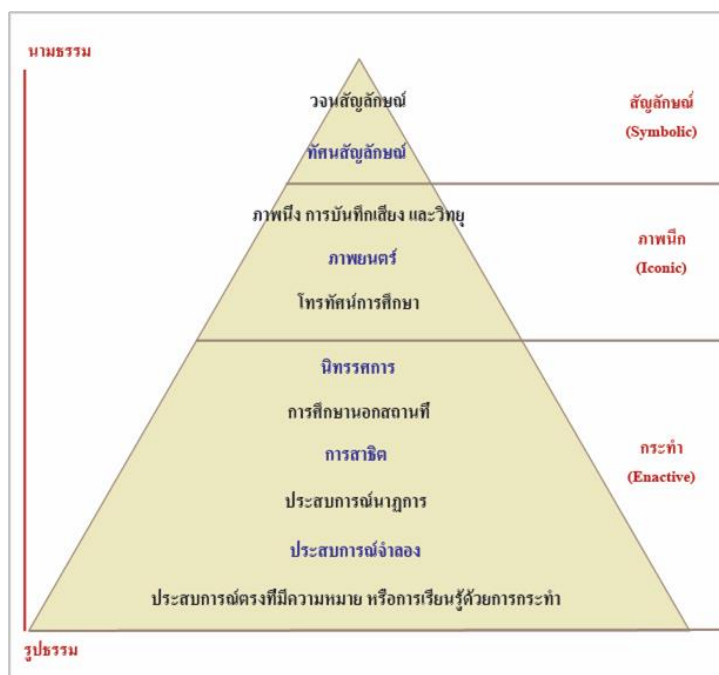 นามธรรม
วจนสัญลักษณ์
สัญลักษณ์
(Symbolic)
ทัศนสัญลักษณ์
ภาพนิ่ง การบันทึกเสียง และวิทยุ
ภาพนึก
(Iconic)
ภาพยนตร์
โทรทัศน์การศึกษา
นิทรรศการ
การศึกษานอกสถานที่
การสาธิต
กระทำ
(Enactive)
ประสบการณ์นาฏการ
ประสบการณ์จำลอง
ประสบการณ์ตรงที่มีความหมาย หรือการเรียนรู้ด้วยการกระทำ
รูปธรรม